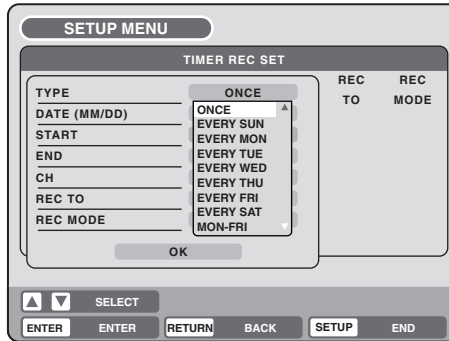 SETUP MENU
TIMER REC SET
REC REC
TO MODE
TYPE ONCE
DATE (MM/DD)
START
END
CH
REC TO
REC MODE
ONCE
EVERY SUN
EVERY MON
EVERY TUE
EVERY WED
EVERY THU
EVERY FRI
EVERY SAT
MON-FRI
OK
SELECT
ENTER ENTER RETURN BACK SETUP END